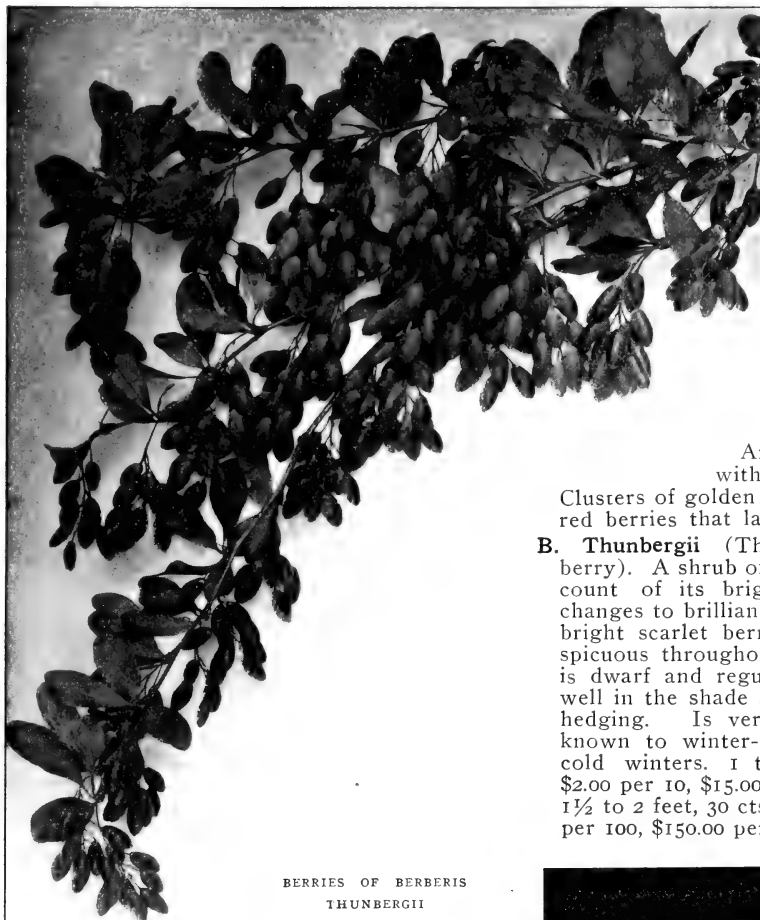 with
Clusters of golden
red berries that la
B. Thunbergii (Th
berry). A shrub o
count of its brig
changes to brillian
bright scarlet berr
spicuous througho
is dwarf and regu
well in the shade
hedging. Is ver
known to winter-
cold winters. 1 t
$2.00 per 10, $15.00
1½ to 2 feet, 30 cts
per 100, $150.00 per
BERRIES OF BERBERIS
THUNBERGII